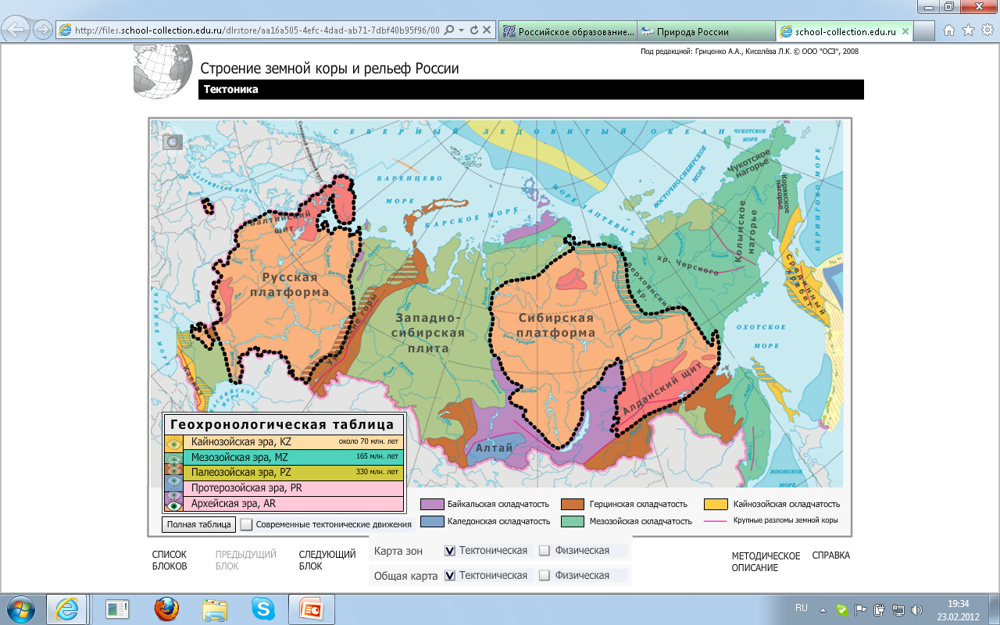 http://files.school-collection.edu.ru/dlrstore/aa16a505-4efc-4dad-ab71-7dbf40b95f96/00
Российское образование...
Природа России
school-collection.edu.ru
Под редакцией: Гриценко А.А., Киселёва Л.К. © ООО "ОСЗ", 2008
Строение земной коры и рельеф России
Тектоника
СЕВЕРНЫЙ ЛЕДОВИТЫЙ ОКЕАН
ЧУКОТСКОЕ
МОРЕ
Чукотское
нагорье
ВОСТОЧНО-СИБИРСКОЕ
МОРЕ
Корякское
нагорье
БЕРИНГОВО МОРЕ
БАРЕНЦЕВО
МОРЕ
КАРСКОЕ МОРЕ
МОРЕ ЛАПТЕВЫХ
БАЛТИЙСКОЕ МОРЕ
Балтийский
щит
Колымское
нагорье
хр. Черского
Верхоянский
хр.
Срединный
хребет
Русская
платформа
Уральские горы
Западно-
сибирская
плита
Сибирская
платформа
ОХОТСКОЕ
МОРЕ
ЧЕРНОЕ МОРЕ
Кавказ
КАСПИЙСКОЕ
МОРЕ
Алданский щит
Алтай
ЯПОНСКОЕ
МОРЕ
Геохронологическая таблица
Кайнозойская эра, KZ около 70 млн. лет
Мезозойская эра, MZ 165 млн. лет
Палеозойская эра, PZ 330 млн. лет
Протерозойская эра, PR
Архейская эра, AR
Полная таблица
Современные тектонические движения
Байкальская складчатость
Герцинская складчатость
Кайнозойская складчатость
Каледонская складчатость
Мезозойская складчатость
Крупные разломы земной коры
СПИСОК
БЛОКОВ
ПРЕДЫДУЩИЙ
БЛОК
СЛЕДУЮЩИЙ
БЛОК
Карта зон Тектоническая Физическая
Общая карта Тектоническая Физическая
МЕТОДИЧЕСКОЕ
ОПИСАНИЕ
СПРАВКА
RU
19:34
23.02.2012